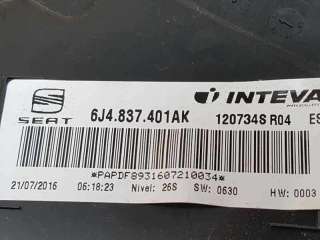 SEAT 6J4.837.401AK INTEVA
120734S R04 ES
*PAPDF8931607210034*
21/07/2016 06:18:23 Nivel: 26S SW: 0630 HW: 0003